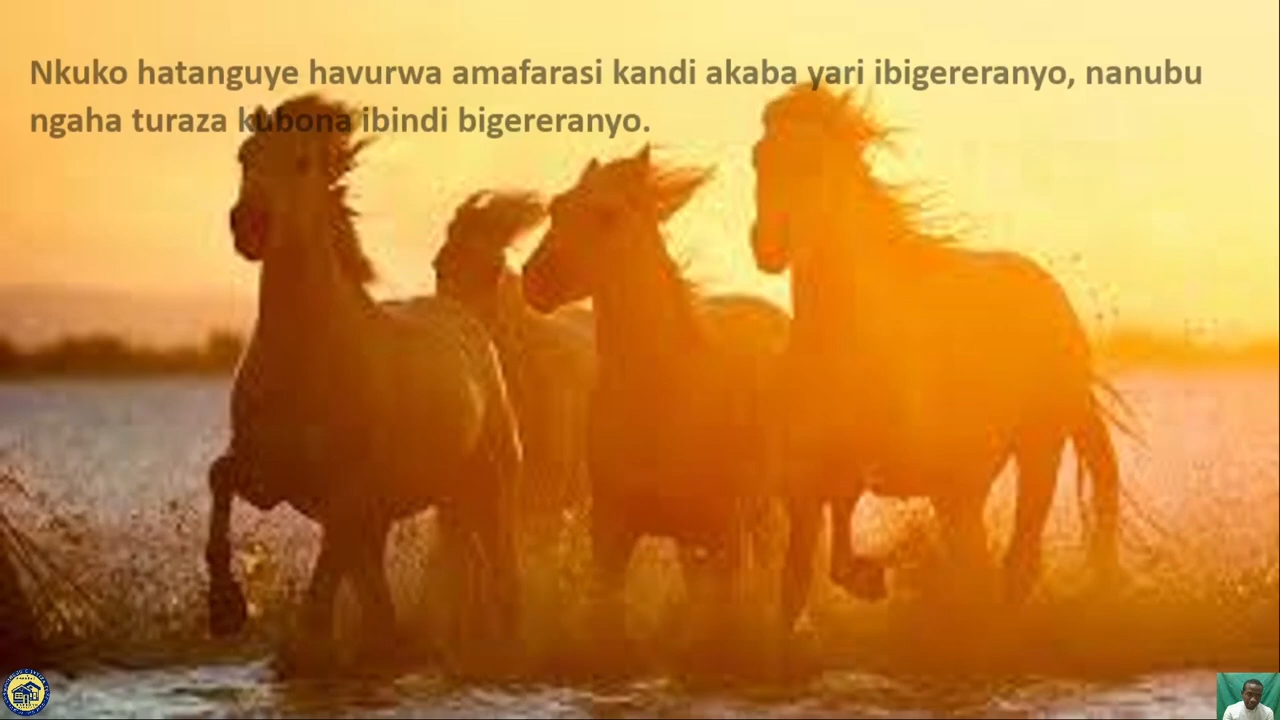 Nkuko hatanguye havurwa amafarasi kandi akaba yari ibigereranyo, nanubu
ngaha turaza kubona ibindi bigereranyo.